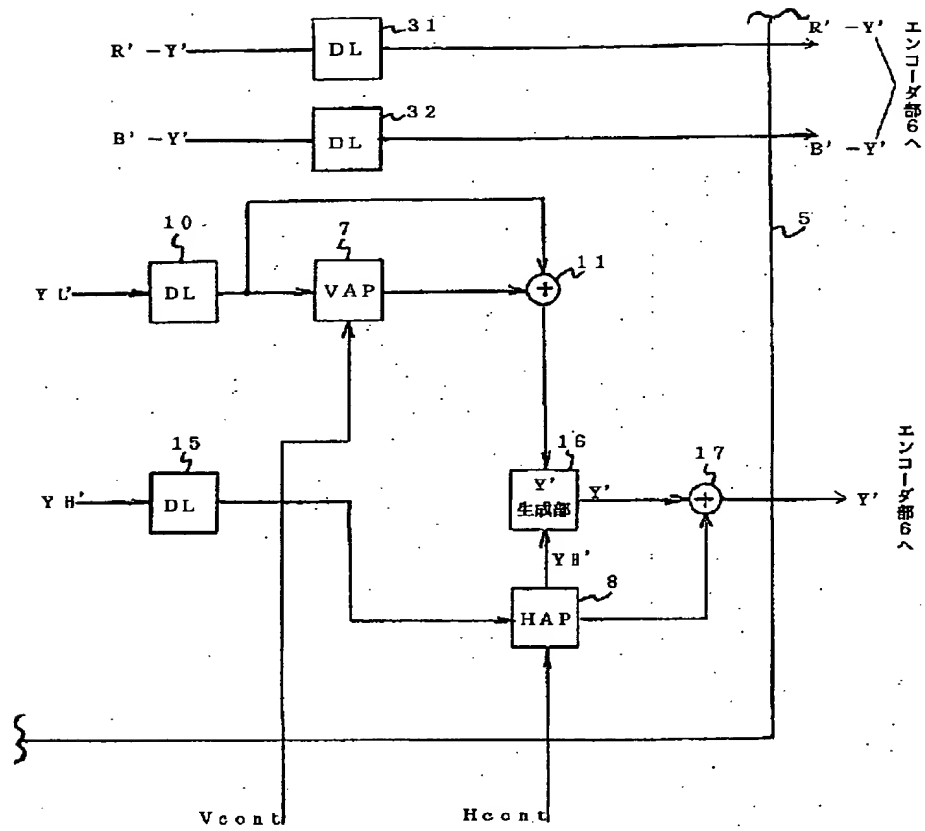 31
R' -Y'
DL
R' -Y'
32
B' -Y'
DL
B' -Y'
エンコーダ部6へ
5
10
7
11
YL'
DL
VAP
+
15
16
17
YH'
DL
Y'
生成部
Y'
+
Y'
エンコーダ部6へ
YH'
8
HAP
Vcont
Hcont